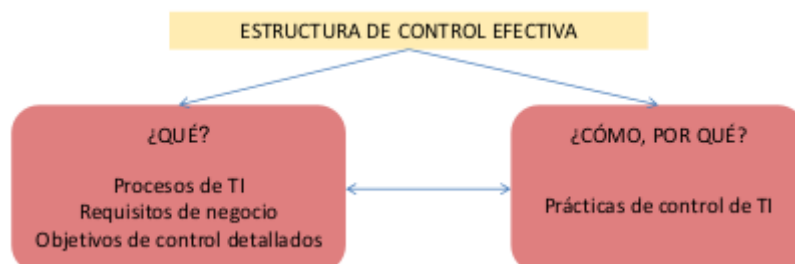 ESTRUCTURA DE CONTROL EFECTIVA
¿QUÉ?
Procesos de TI
Requisitos de negocio
Objetivos de control detallados
¿CÓMO, POR QUÉ?
Prácticas de control de TI